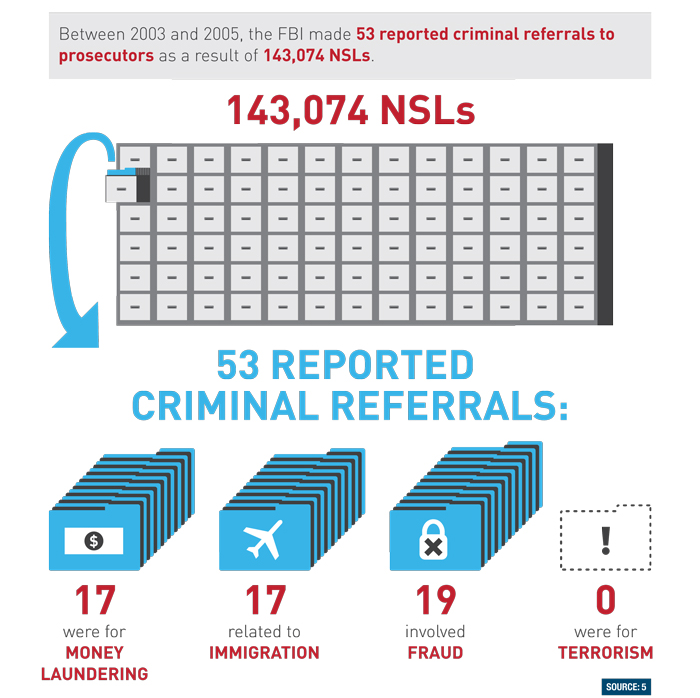 Between 2003 and 2005, the FBI made 53 reported criminal referrals to
prosecutors as a result of 143,074 NSLs.
143,074 NSLs
53 REPORTED
CRIMINAL REFERRALS:
$
!
17
were for
MONEY
LAUNDERING
17
related to
IMMIGRATION
19
involved
FRAUD
0
were for
TERRORISM
SOURCE: 5